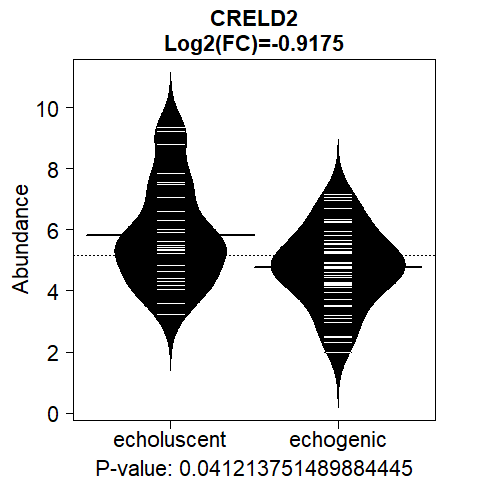 CRELD2
Log2(FC)=-0.9175
Abundance
10
8
6
4
2
0
echoluscent echogenic
P-value: 0.041213751489884445